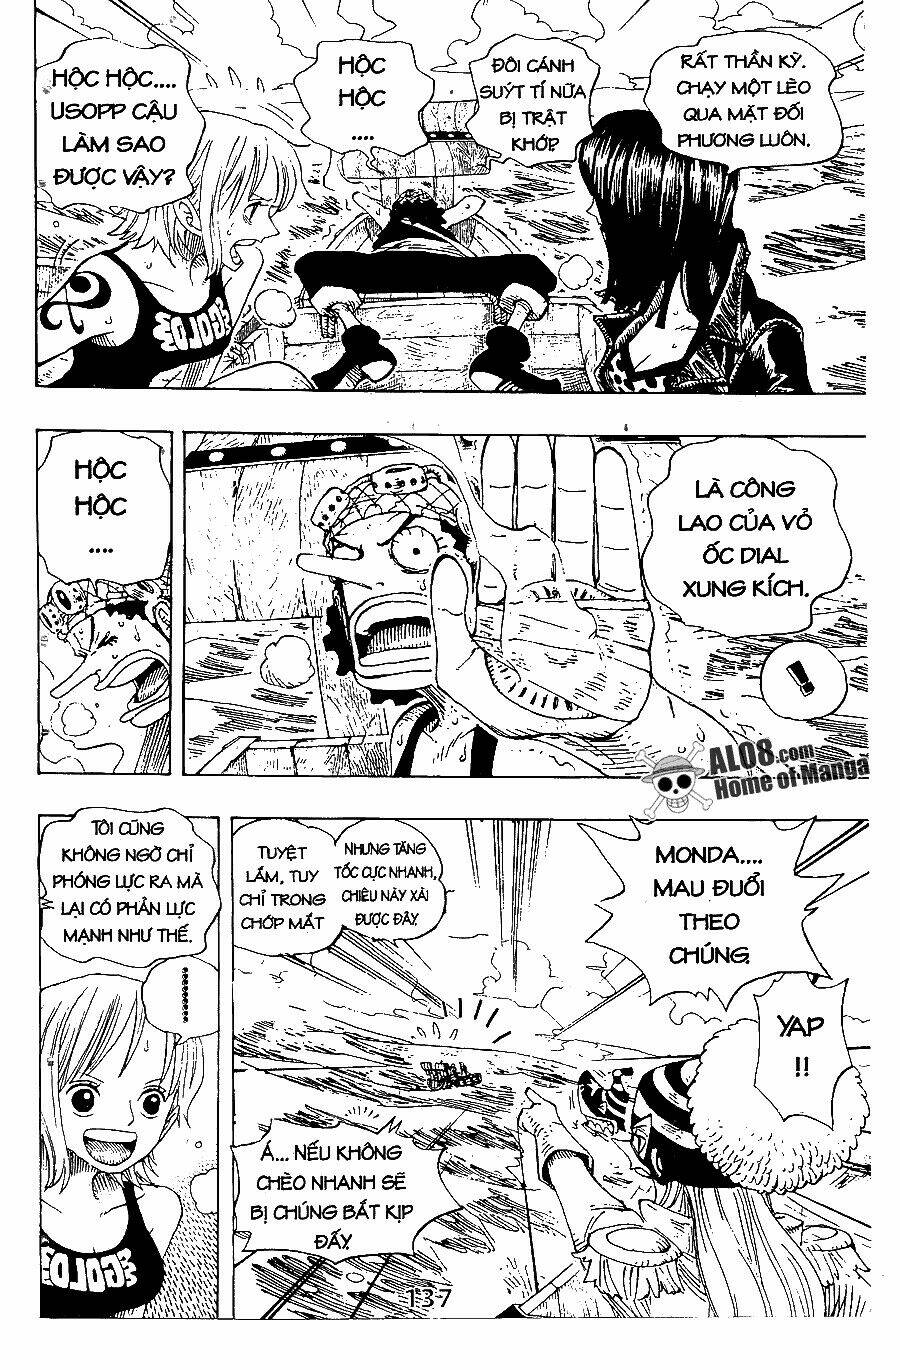 HỘC HỘC....
USOPP CẬU
LÀM SAO
ĐƯỢC VẬY?
HỘC
HỘC
....
ĐÔI CÁNH
SUÝT TÍ NỮA
BỊ TRẬT
KHỚP.
RẤT THẦN KỲ.
CHẠY MỘT LÈO
QUA MẶT ĐỐI
PHƯƠNG LUÔN.
HỘC
HỘC
....
LÀ CÔNG
LAO CỦA VỎ
ỐC DIAL
XUNG KÍCH.
!
AL08.com
Home of Manga
TÔI CŨNG
KHÔNG NGỜ CHỈ
PHÓNG LỰC RA MÀ
LẠI CÓ PHẢN LỰC
MẠNH NHƯ THẾ.
..........
TUYỆT
LẮM, TUY
CHỈ TRONG
CHỚP MẮT
NHƯNG TĂNG
TỐC CỰC NHANH,
CHIÊU NÀY XÀI
ĐƯỢC ĐÂY.
MONDA....
MAU ĐUỔI
THEO
CHÚNG.
YAP
!!
Á... NẾU KHÔNG
CHÈO NHANH SẼ
BỊ CHÚNG BẮT KỊP
ĐẤY.
137